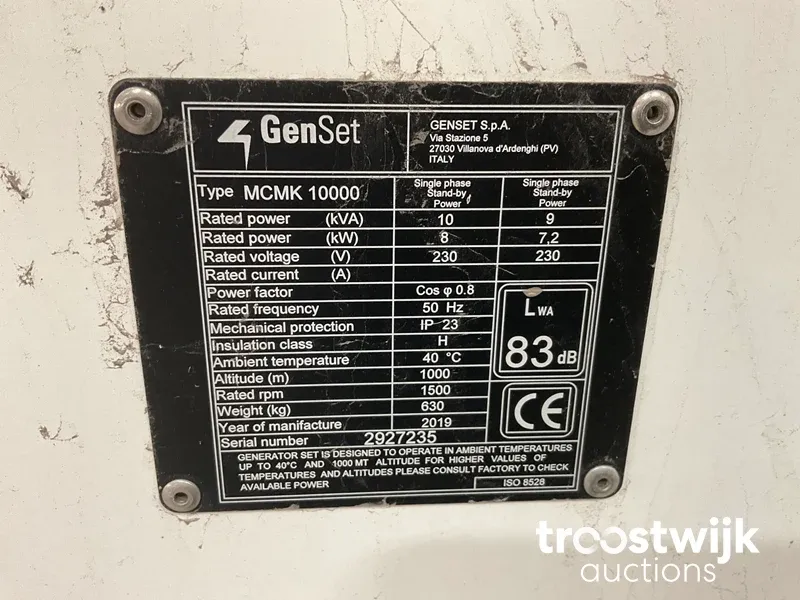 GenSet
GENSET S.p.A.
Via Stazione 5
27030 Villanova d'Ardenghi (PV)
ITALY
Type MCMK 10000
Single phase
Stand-by
Power
Single phase
Stand-by
Power
Rated power (kVA) 10 9
Rated power (kW) 8 7,2
Rated voltage (V) 230 230
Rated current (A)
Power factor Cos φ 0.8
Rated frequency 50 Hz
Mechanical protection IP 23
Insulation class H
Ambient temperature 40 °C
Altitude (m) 1000
Rated rpm 1500
Weight (kg) 630
Year of manifacture 2019
Serial number 2927235
LWA
83 dB
CE
GENERATOR SET IS DESIGNED TO OPERATE IN AMBIENT TEMPERATURES
UP TO 40°C AND 1000 MT ALTITUDE FOR HIGHER VALUES OF
TEMPERATURES AND ALTITUDES PLEASE CONSULT FACTORY TO CHECK
AVAILABLE POWER
ISO 8528
troostwijk
auctions